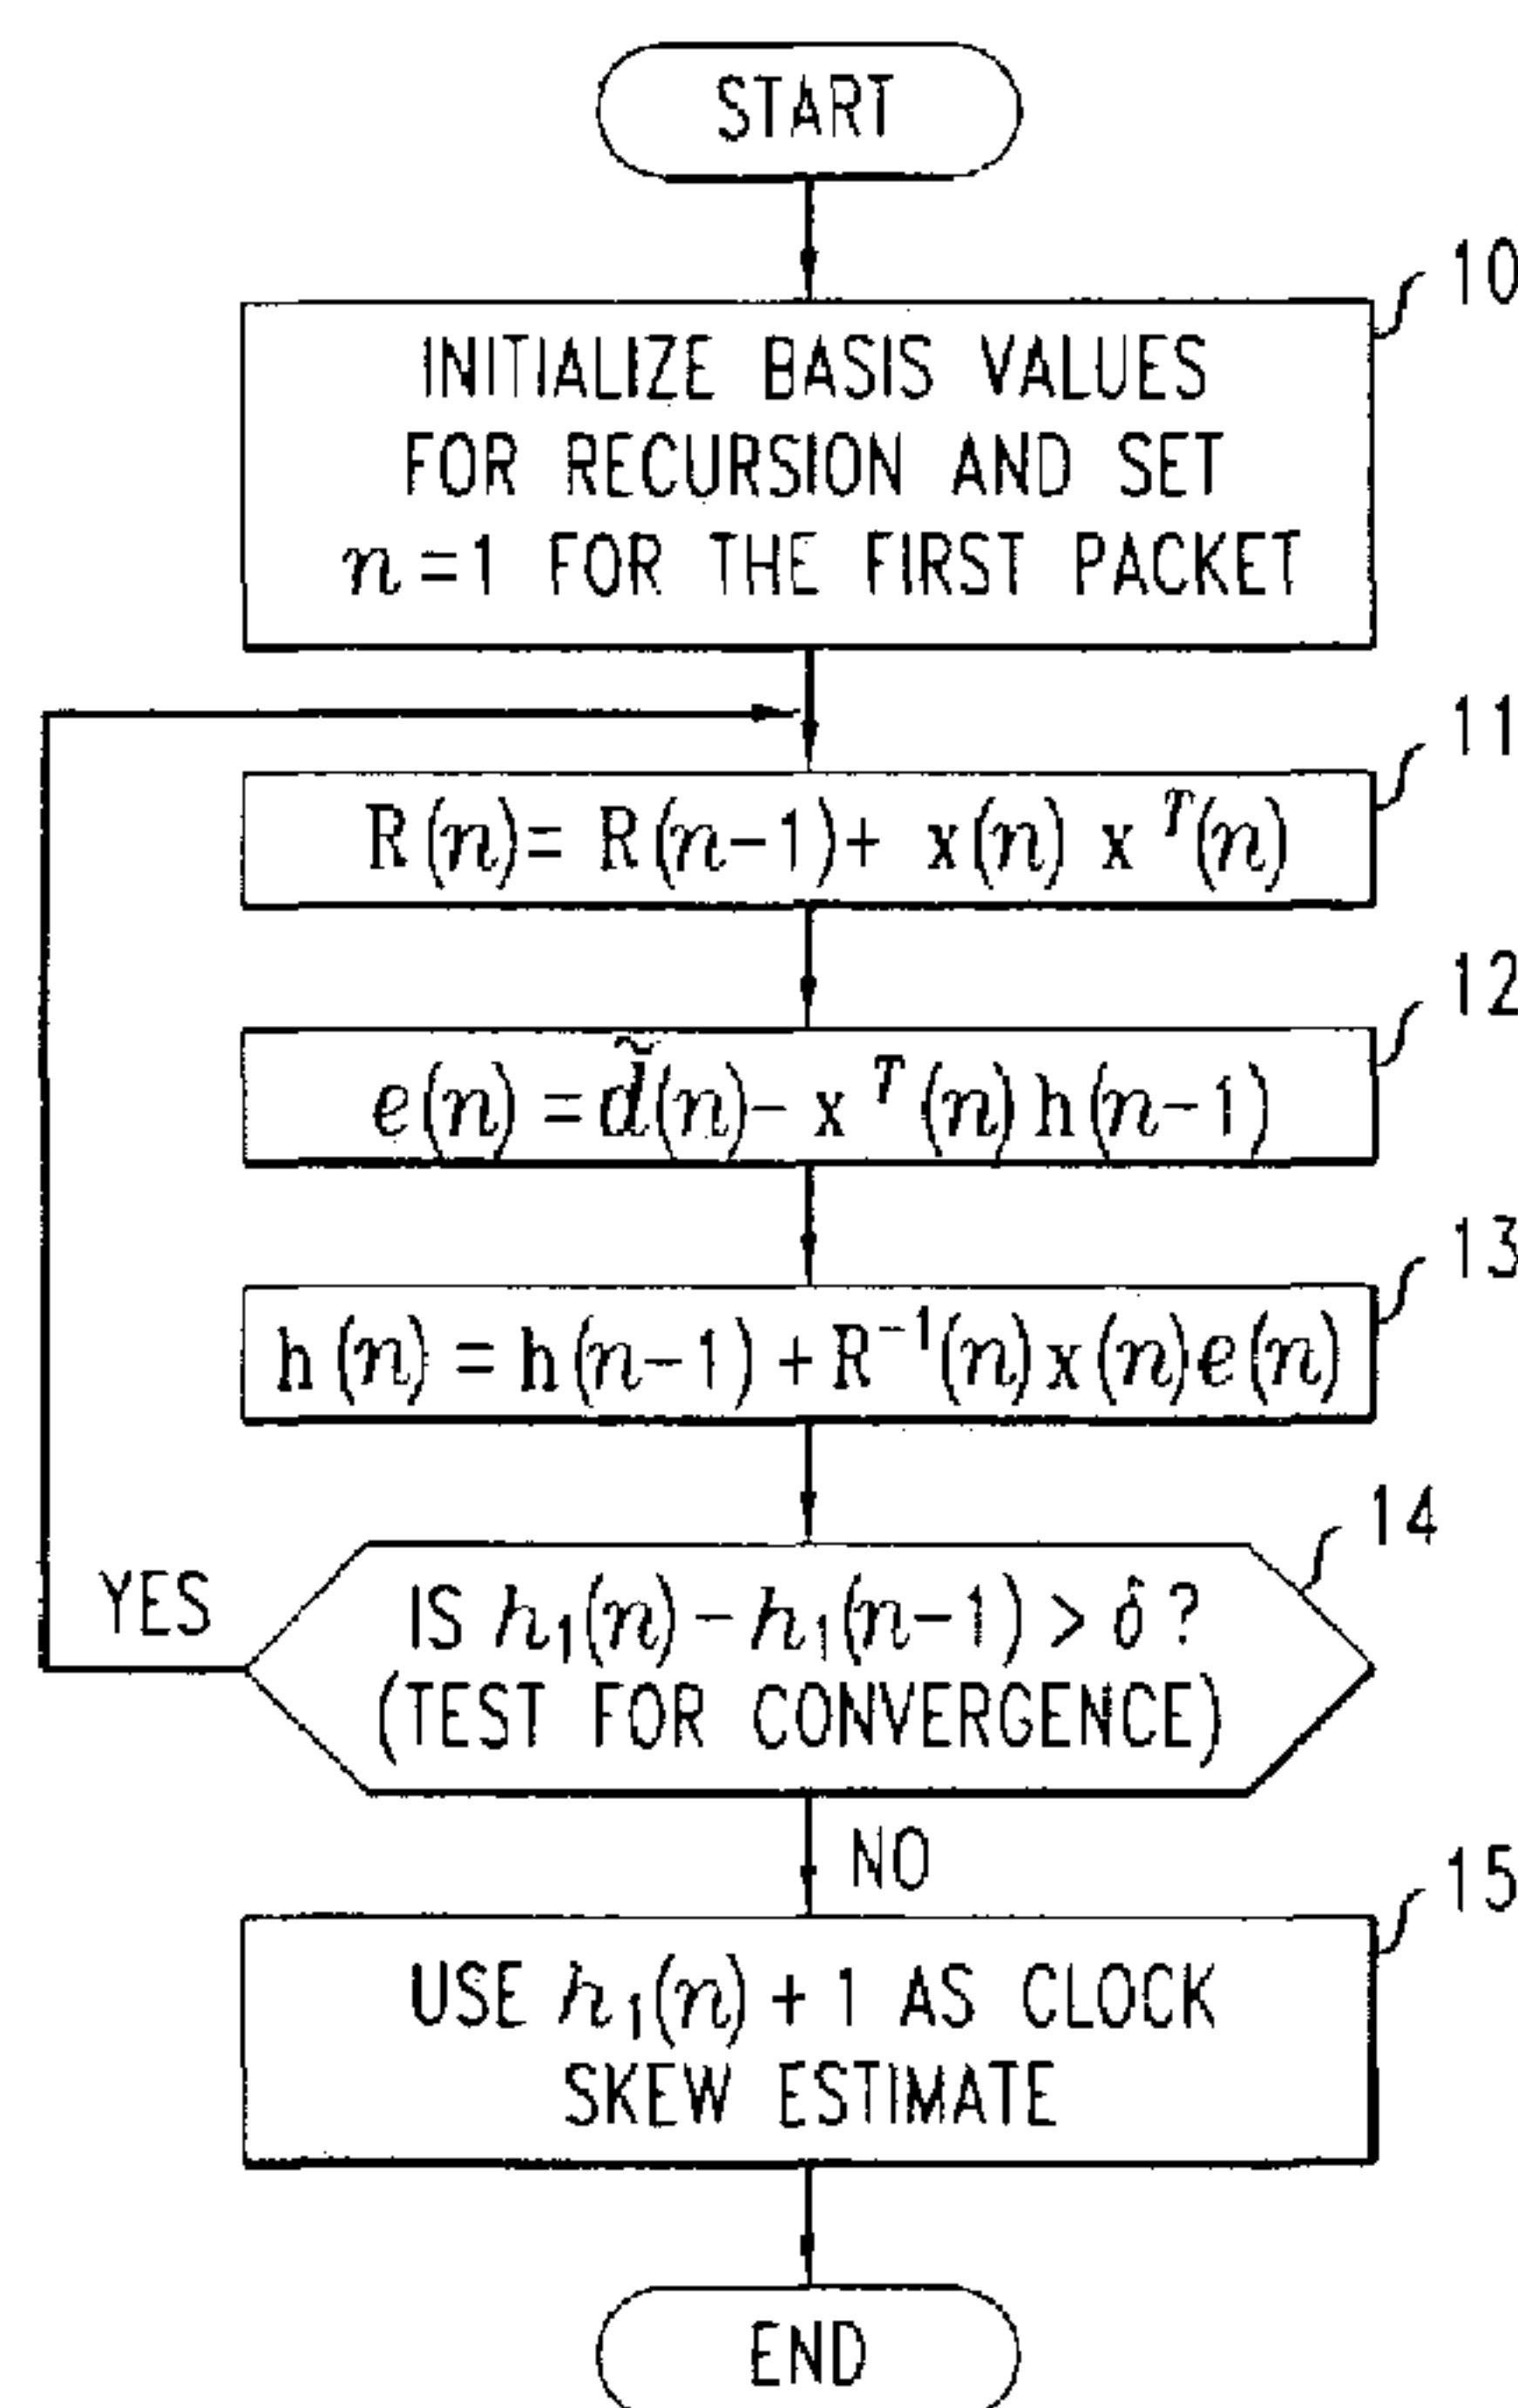 START
10
INITIALIZE BASIS VALUES
FOR RECURSION AND SET
n=1 FOR THE FIRST PACKET
11
R(n)= R(n-1)+ x(n) x^T(n)
12
e(n) = d̃(n)- x^T(n) h(n-1)
13
h(n) = h(n-1) + R^-1(n) x(n) e(n)
14
YES
IS h₁(n) - h₁(n-1) > δ?
(TEST FOR CONVERGENCE)
NO
15
USE h₁(n) + 1 AS CLOCK
SKEW ESTIMATE
END